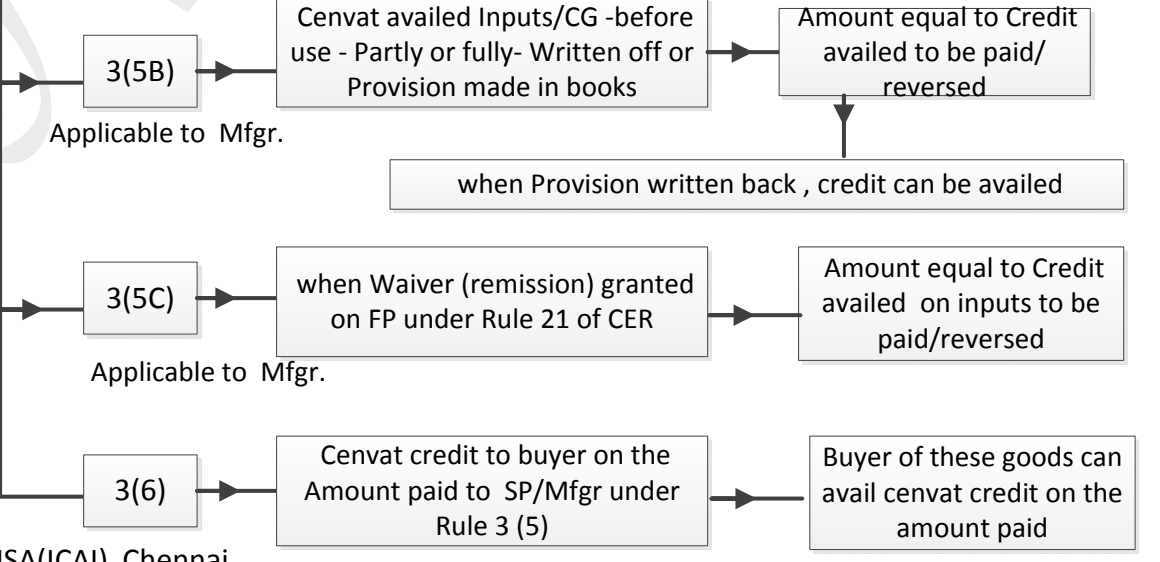 3(5B)
Cenvat availed Inputs/CG -before
use - Partly or fully- Written off or
Provision made in books
Amount equal to Credit
availed to be paid/
reversed
Applicable to Mfgr.
when Provision written back , credit can be availed
3(5C)
when Waiver (remission) granted
on FP under Rule 21 of CER
Amount equal to Credit
availed on inputs to be
paid/reversed
Applicable to Mfgr.
3(6)
Cenvat credit to buyer on the
Amount paid to SP/Mfgr under
Rule 3 (5)
Buyer of these goods can
avail cenvat credit on the
amount paid
ISA(ICAI), Chennai